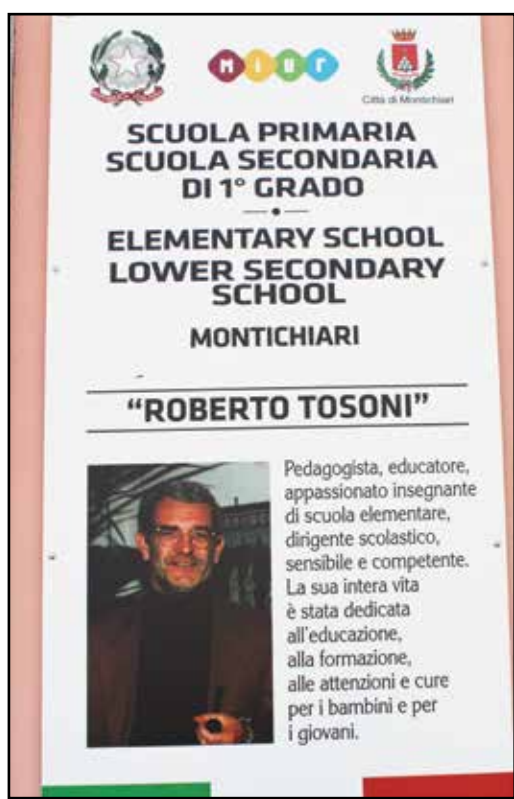 MIUR
Città di Montichiari
SCUOLA PRIMARIA
SCUOLA SECONDARIA
DI 1° GRADO
ELEMENTARY SCHOOL
LOWER SECONDARY
SCHOOL
MONTICHIARI
“ROBERTO TOSONI”
Pedagogista, educatore,
appassionato insegnante
di scuola elementare,
dirigente scolastico,
sensibile e competente.
La sua intera vita
è stata dedicata
all'educazione,
alla formazione,
alle attenzioni e cure
per i bambini e per
i giovani.